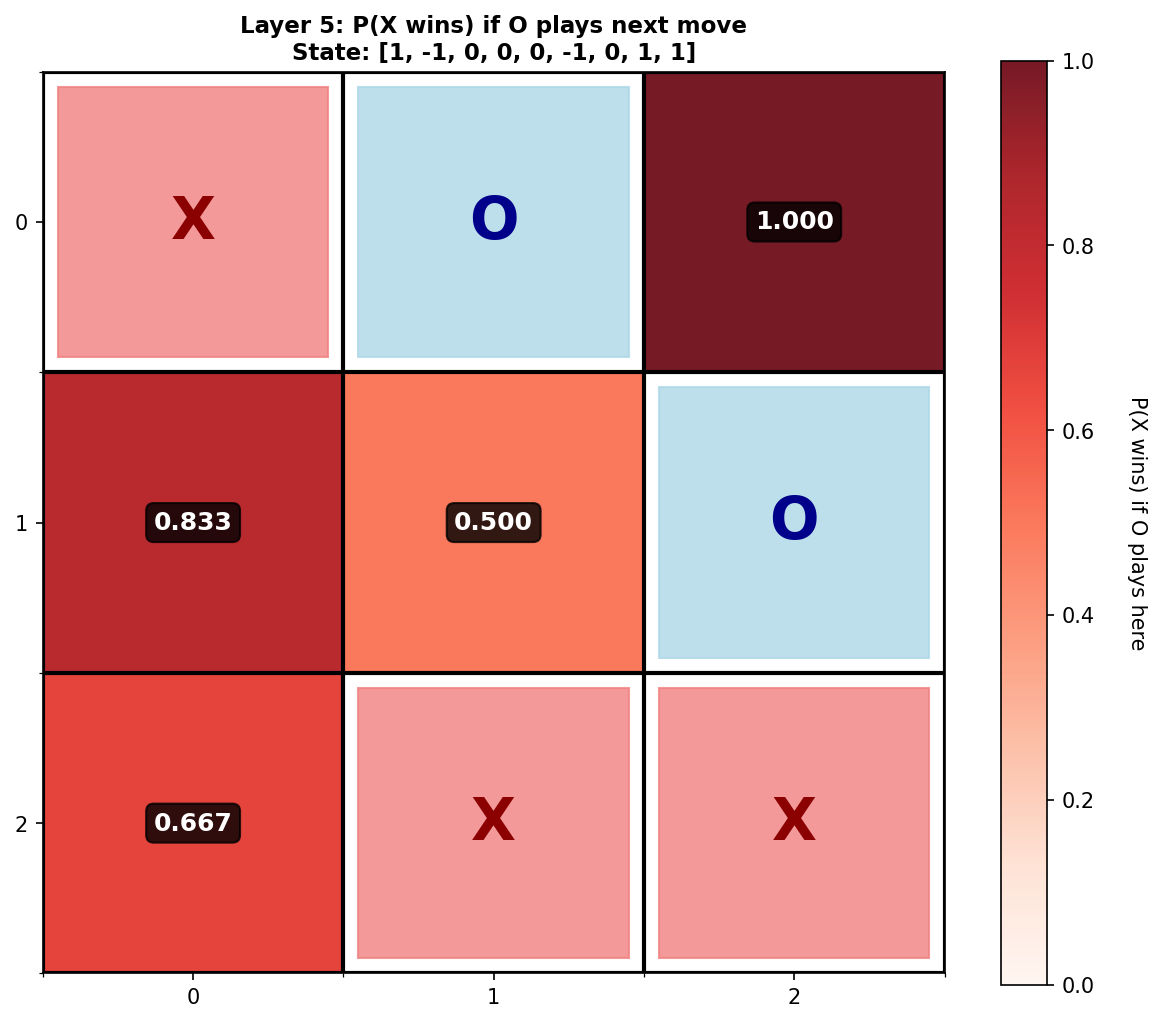 Layer 5: P(X wins) if O plays next move
State: [1, -1, 0, 0, 0, -1, 0, 1, 1]
0
X
O
1.000
1
0.833
0.500
O
2
0.667
X
X
0
1
2
1.0
0.8
0.6
0.4
0.2
0.0
P(X wins) if O plays here